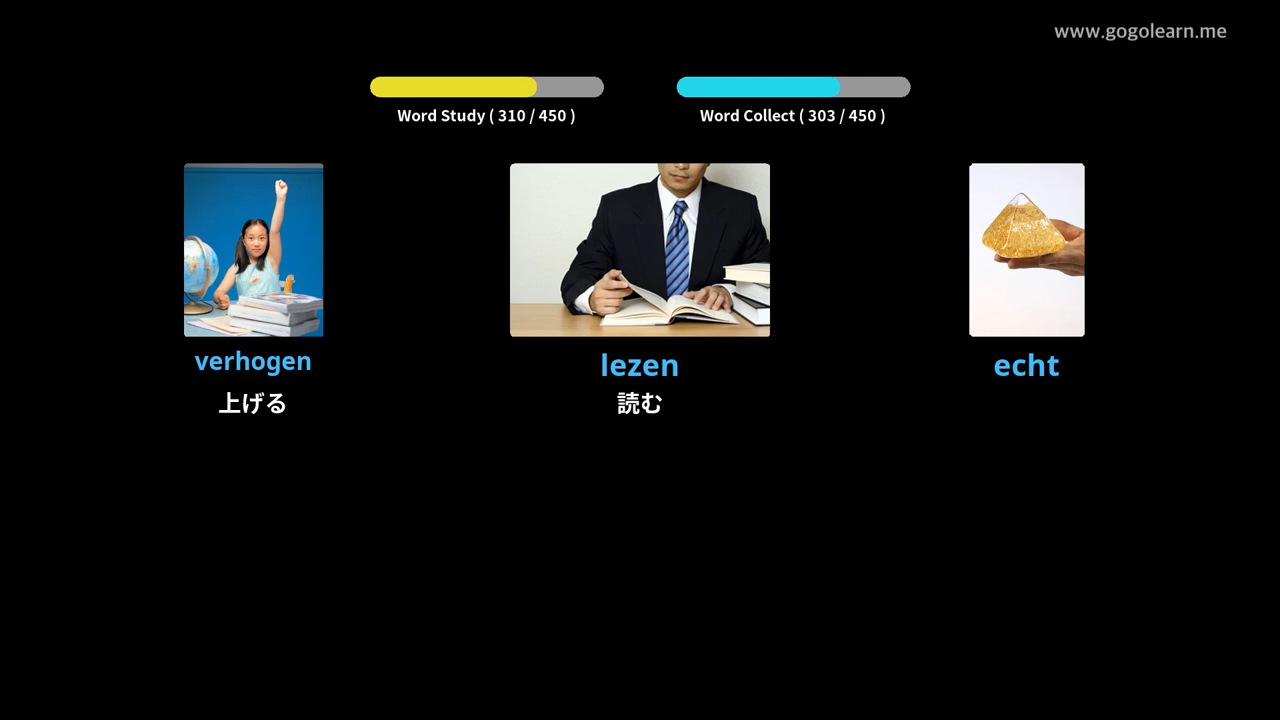 www.gogolearn.me
Word Study ( 310 / 450 )
Word Collect ( 303 / 450 )
verhogen
上げる
lezen
読む
echt